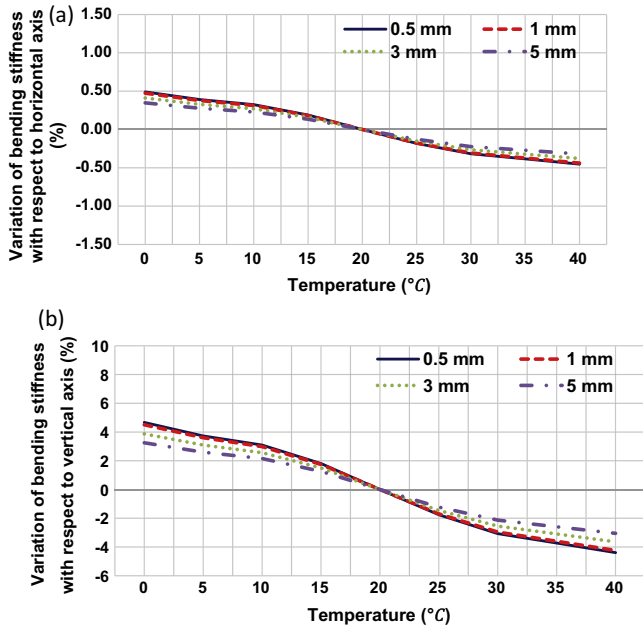 (a)
Variation of bending stiffness
with respect to horizontal axis
(%)
1.50
1.00
0.50
0.00
-0.50
-1.00
-1.50
0.5 mm
1 mm
3 mm
5 mm
0 5 10 15 20 25 30 35 40
Temperature (°C)
(b)
Variation of bending stiffness
with respect to vertical axis (%)
10
8
6
4
2
0
-2
-4
-6
0.5 mm
1 mm
3 mm
5 mm
0 5 10 15 20 25 30 35 40
Temperature (°C)